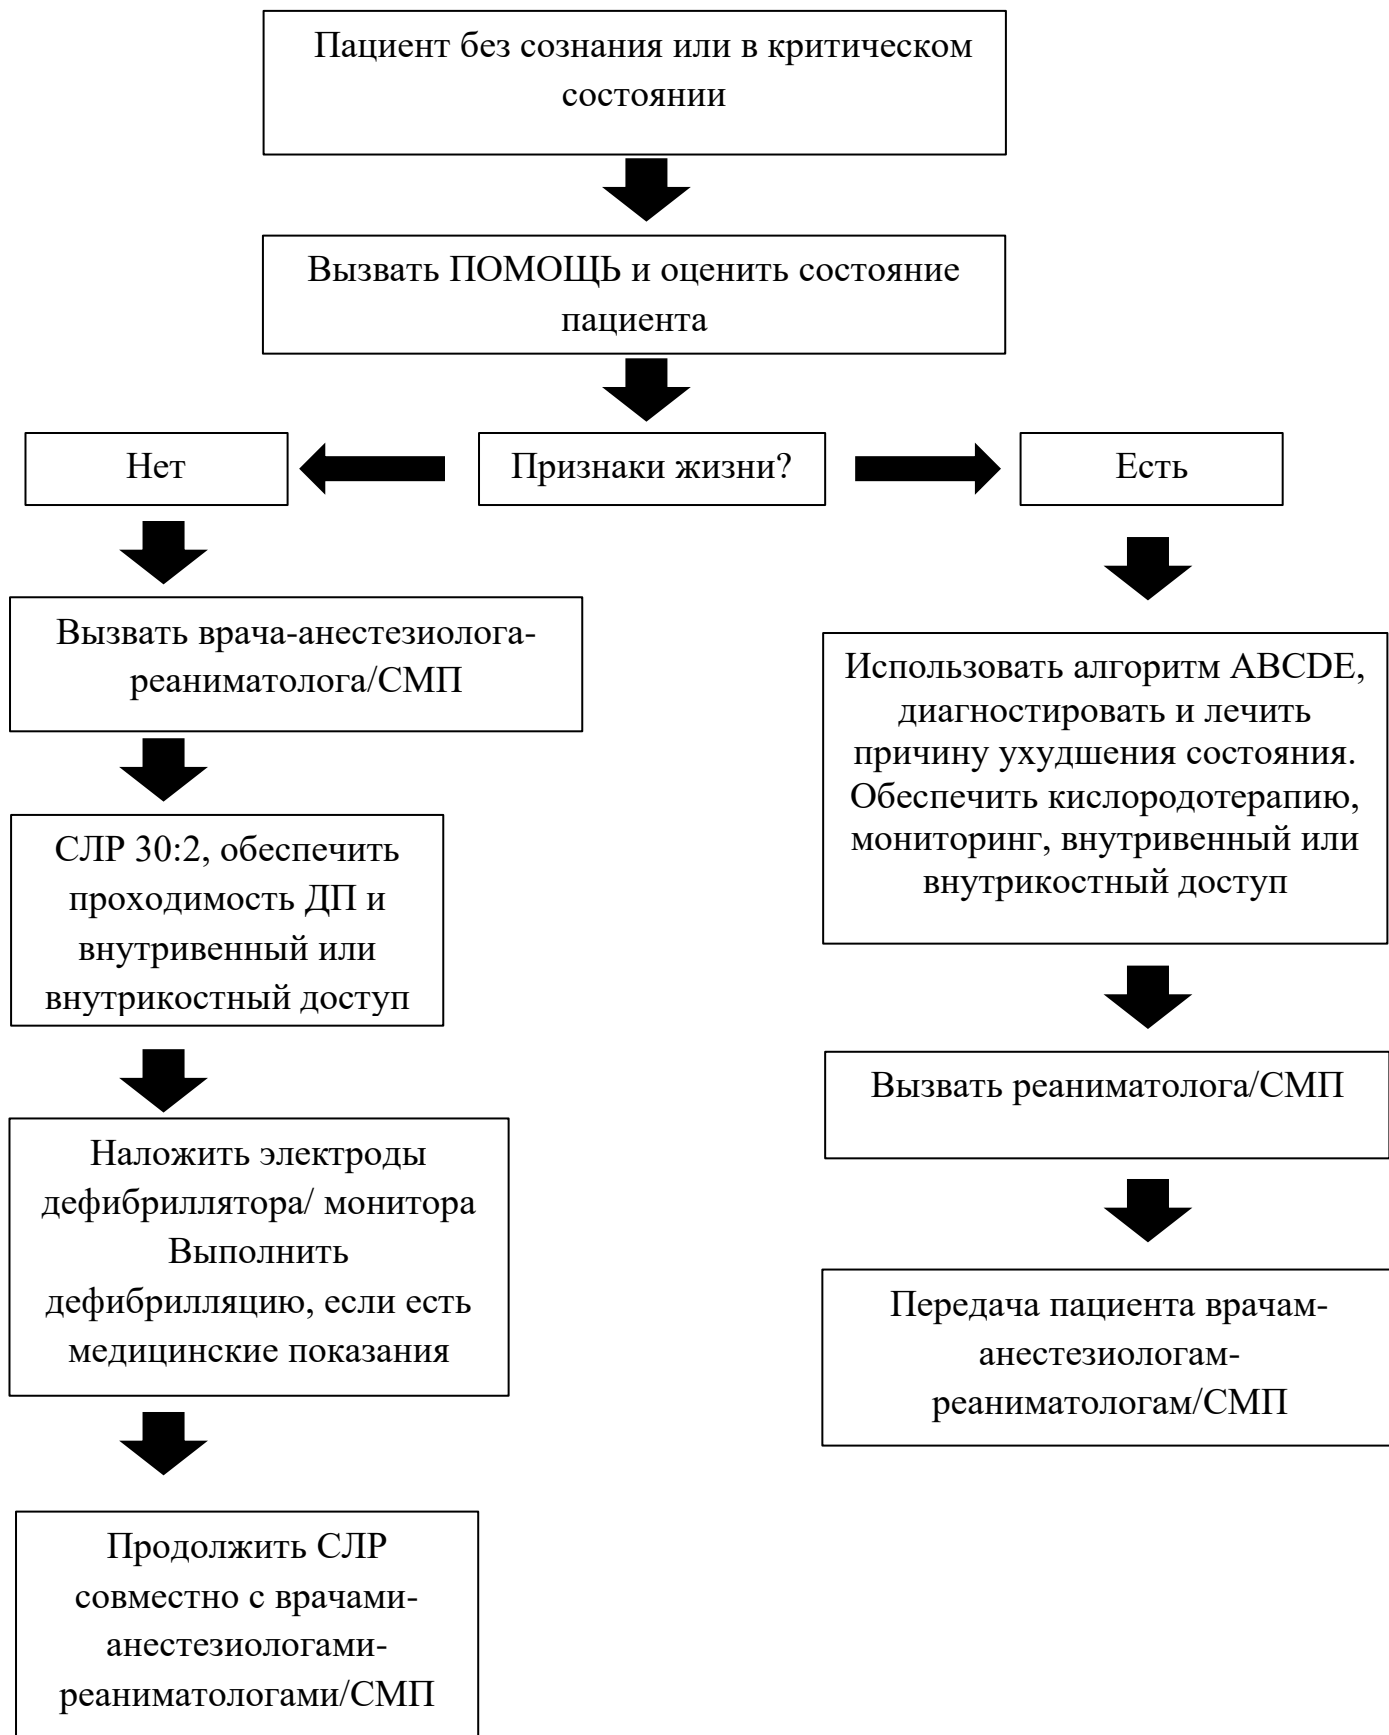 Пациент без сознания или в критическом
состоянии
Вызвать ПОМОЩЬ и оценить состояние
пациента
Нет
Признаки жизни?
Есть
Вызвать врача-анестезиолога-
реаниматолога/СМП
СЛР 30:2, обеспечить
проходимость ДП и
внутривенный или
внутрикостный доступ
Наложить электроды
дефибриллятора/ монитора
Выполнить
дефибрилляцию, если есть
медицинские показания
Продолжить СЛР
совместно с врачами-
анестезиологами-
реаниматологами/СМП
Использовать алгоритм ABCDE,
диагностировать и лечить
причину ухудшения состояния.
Обеспечить кислородотерапию,
мониторинг, внутривенный или
внутрикостный доступ
Вызвать реаниматолога/СМП
Передача пациента врачам-
анестезиологам-
реаниматологам/СМП